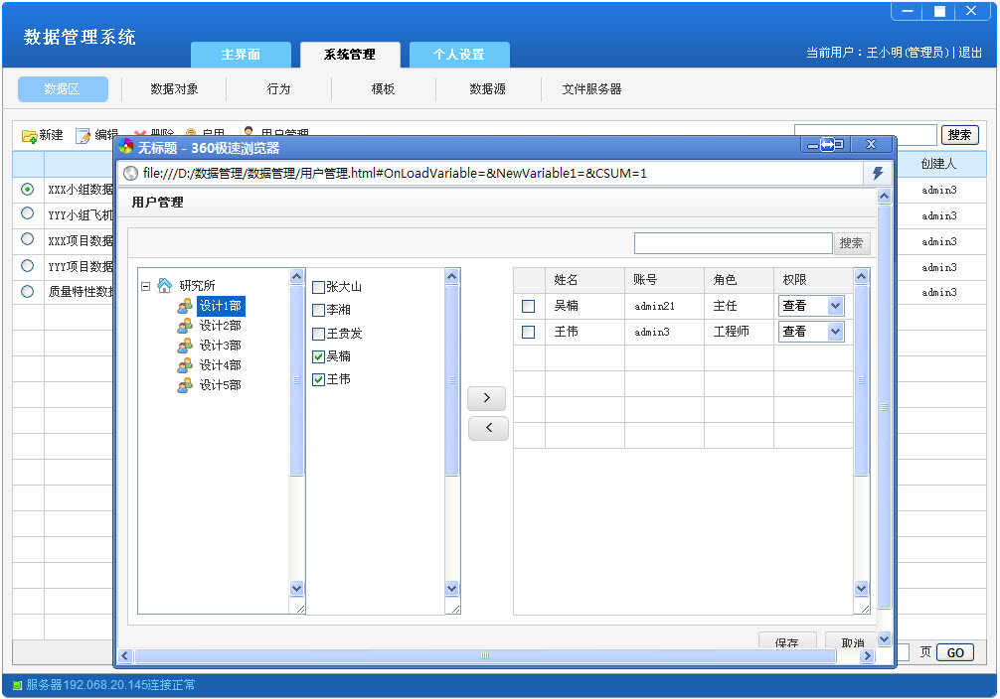 数据管理系统
主界面 系统管理 个人设置
当前用户：王小明(管理员) | 退出
数据区 数据对象 行为 模板 数据源 文件服务器
新建 编辑 删除 启用 用户管理 搜索
无标题 - 360极速浏览器
file:///D:/数据管理/数据管理/用户管理.html#OnLoadVariable=&NewVariable1=&CSUM=1
用户管理
搜索
创建人
XXX小组数据 admin3
YYY小组飞机 admin3
XXX项目数据 admin3
YYY项目数据 admin3
质量特性数据 admin3
研究所
设计1部
设计2部
设计3部
设计4部
设计5部
张大山
李湘
王贵发
吴楠
王伟
>
<
姓名 账号 角色 权限
吴楠 admin21 主任 查看
王伟 admin3 工程师 查看
保存 取消
页 GO
服务器192.068.20.145连接正常